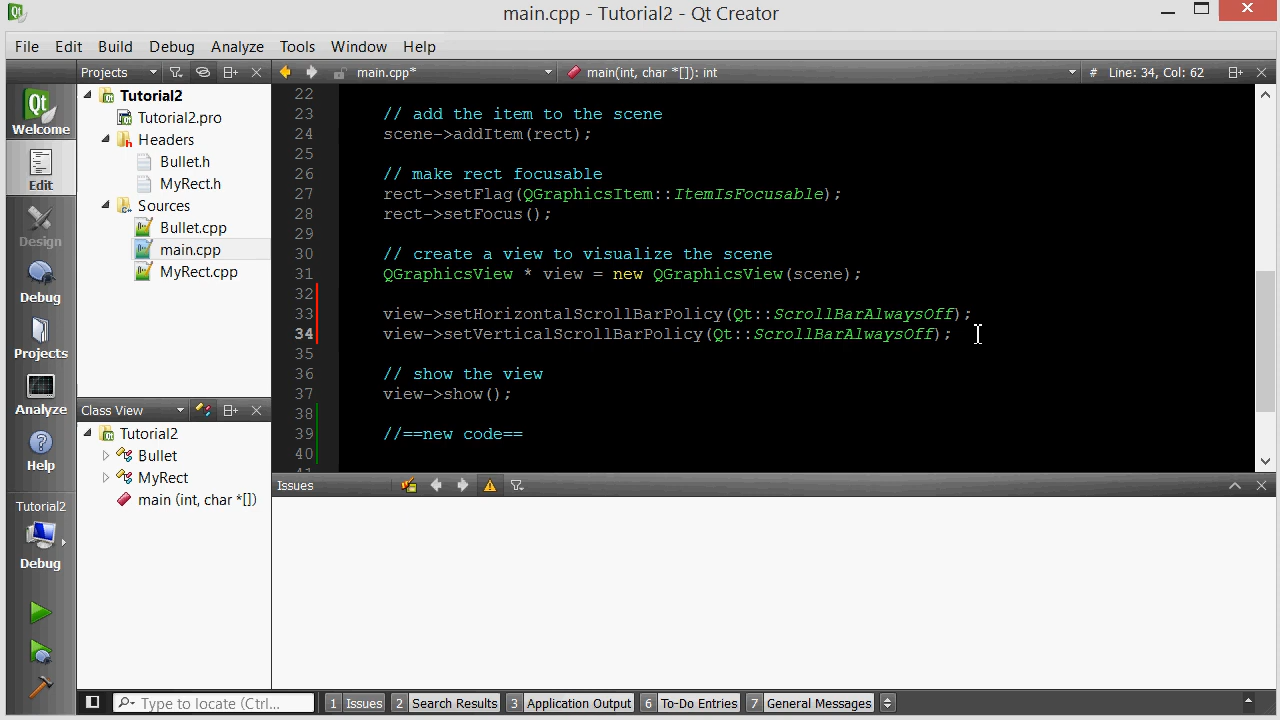 main.cpp - Tutorial2 - Qt Creator
File Edit Build Debug Analyze Tools Window Help
Projects
main.cpp*
main(int, char *[]): int
# Line: 34, Col: 62
Qt
Welcome
Edit
Design
Debug
Projects
Analyze
Help
Tutorial2
Debug
Tutorial2
Tutorial2.pro
Headers
Bullet.h
MyRect.h
Sources
Bullet.cpp
main.cpp
MyRect.cpp
Class View
Tutorial2
Bullet
MyRect
main (int, char *[])
22
23 // add the item to the scene
24 scene->addItem(rect);
25
26 // make rect focusable
27 rect->setFlag(QGraphicsItem::ItemIsFocusable);
28 rect->setFocus();
29
30 // create a view to visualize the scene
31 QGraphicsView * view = new QGraphicsView(scene);
32
33 view->setHorizontalScrollBarPolicy(Qt::ScrollBarAlwaysOff);
34 view->setVerticalScrollBarPolicy(Qt::ScrollBarAlwaysOff);
35
36 // show the view
37 view->show();
38
39 //==new code==
40
Issues
Type to locate (Ctrl...
1 Issues 2 Search Results 3 Application Output 6 To-Do Entries 7 General Messages